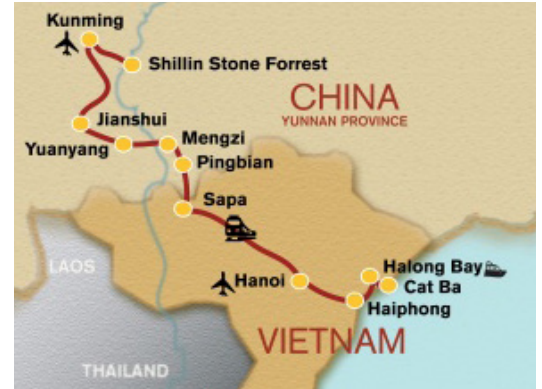 Kunming
Shillin Stone Forrest
CHINA
YUNNAN PROVINCE
Jianshui
Yuanyang
Mengzi
Pingbian
Sapa
LAOS
Hanoi
Halong Bay
Cat Ba
Haiphong
VIETNAM
THAILAND